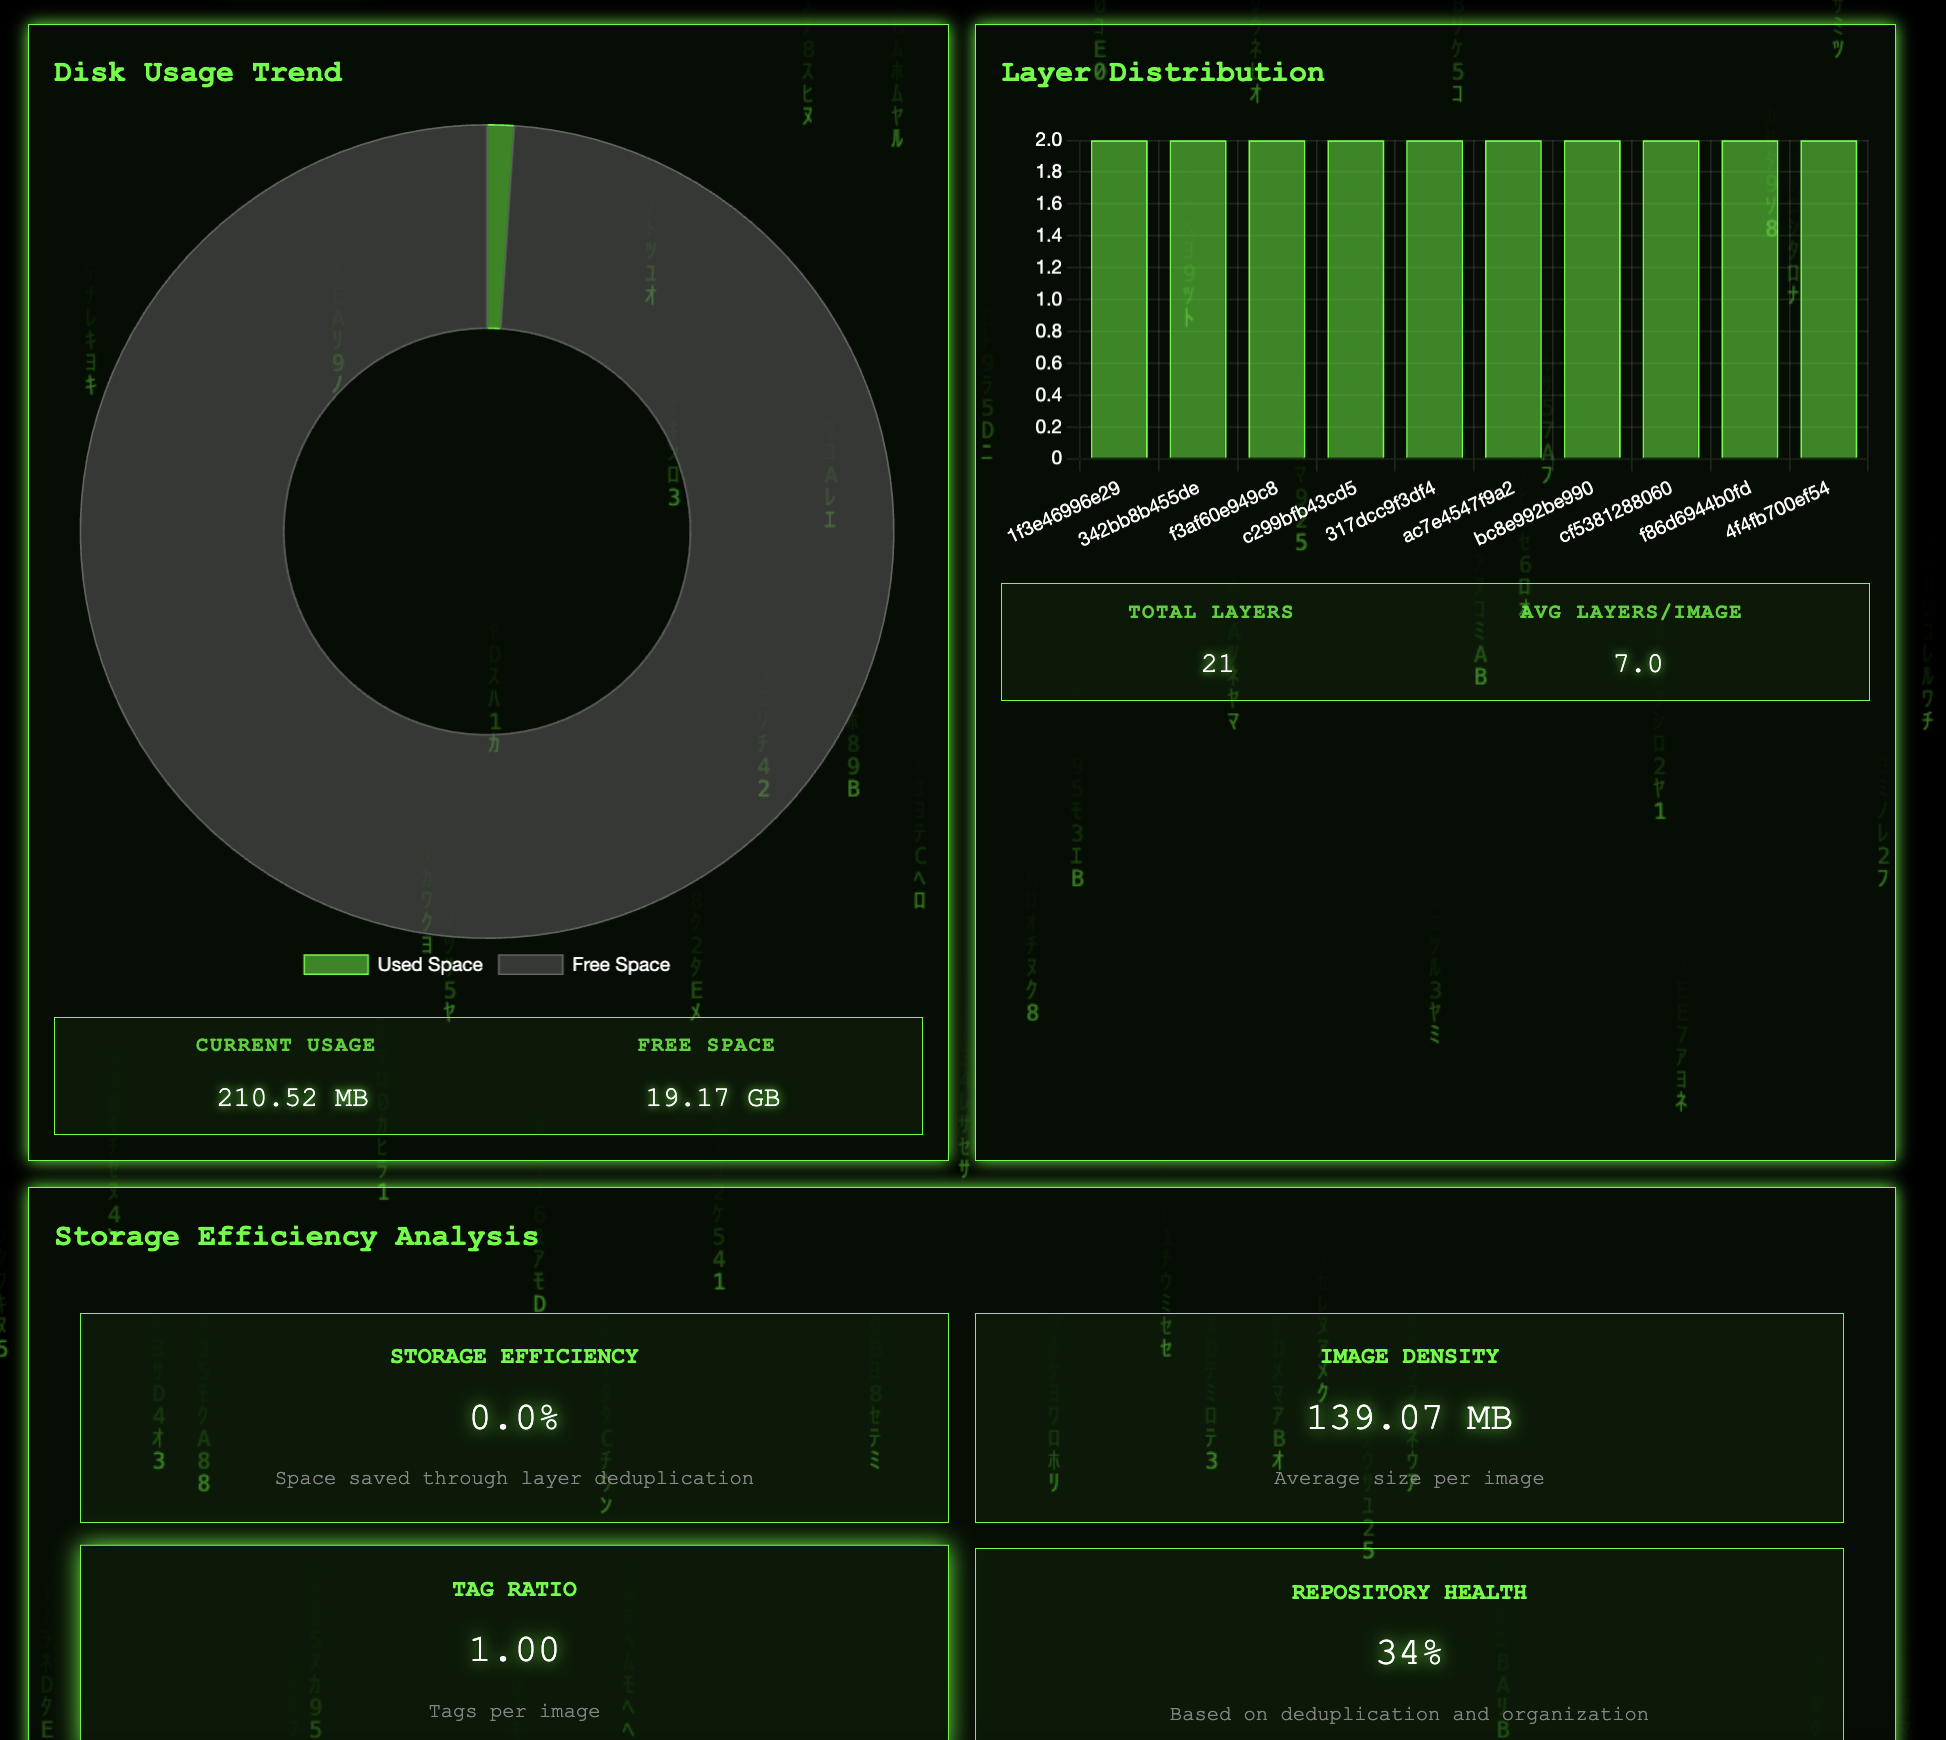 Disk Usage Trend
Used Space
Free Space
CURRENT USAGE
210.52 MB
FREE SPACE
19.17 GB
Layer Distribution
2.0
1.8
1.6
1.4
1.2
1.0
0.8
0.6
0.4
0.2
0
1f3e46996e29
342bb8b455de
f3af60e949c8
c299bfb43cd5
317dcc9f3df4
ac7e4547f9a2
bc8e992be990
cf5381288060
f86d6944b0fd
4f4fb700ef54
TOTAL LAYERS
21
AVG LAYERS/IMAGE
7.0
Storage Efficiency Analysis
STORAGE EFFICIENCY
0.0%
Space saved through layer deduplication
IMAGE DENSITY
139.07 MB
Average size per image
TAG RATIO
1.00
Tags per image
REPOSITORY HEALTH
34%
Based on deduplication and organization